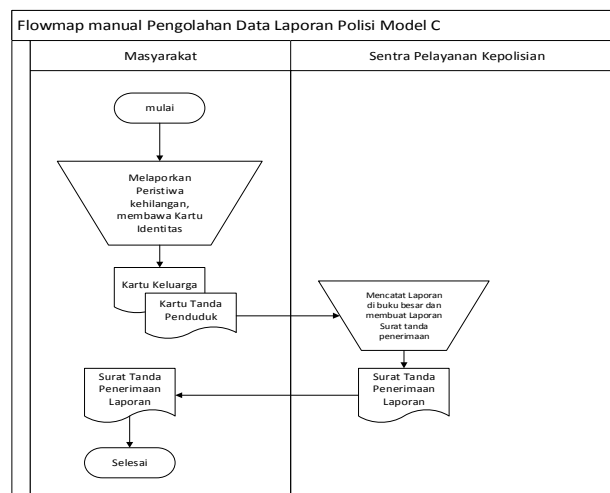 Flowmap manual Pengolahan Data Laporan Polisi Model C
Masyarakat
Sentra Pelayanan Kepolisian
mulai
Melaporkan
Peristiwa
kehilangan,
membawa Kartu
Identitas
Kartu Keluarga
Kartu Tanda
Penduduk
Mencatat Laporan
di buku besar dan
membuat Laporan
Surat tanda
penerimaan
Surat Tanda
Penerimaan
Laporan
Surat Tanda
Penerimaan
Laporan
Selesai